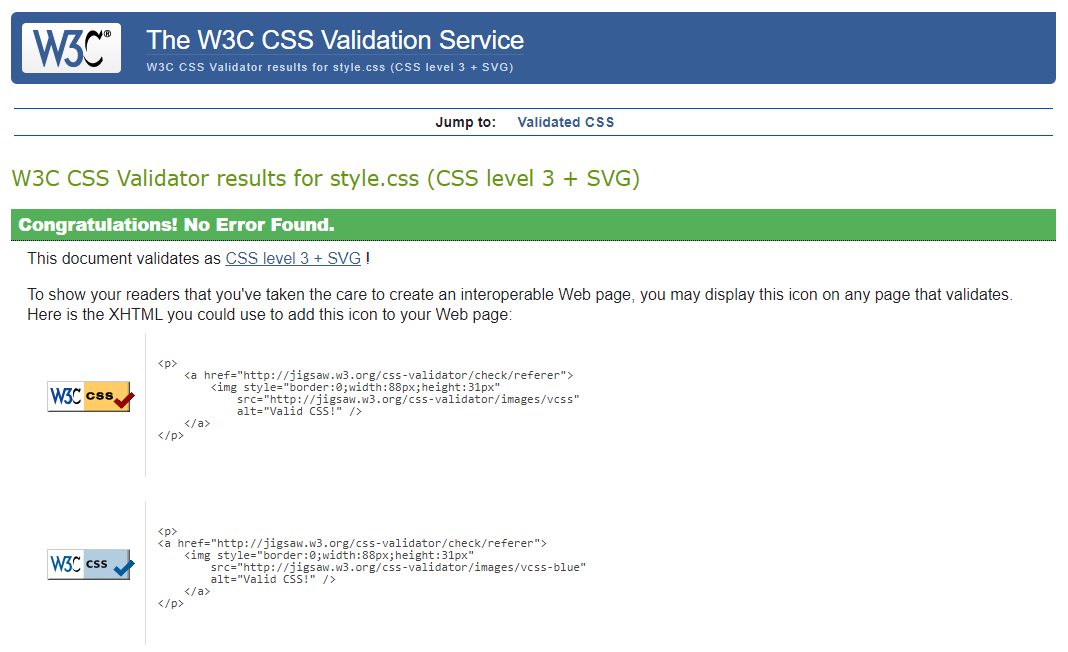 W3C®
The W3C CSS Validation Service
W3C CSS Validator results for style.css (CSS level 3 + SVG)
Jump to: Validated CSS
W3C CSS Validator results for style.css (CSS level 3 + SVG)
Congratulations! No Error Found.
This document validates as CSS level 3 + SVG !
To show your readers that you've taken the care to create an interoperable Web page, you may display this icon on any page that validates.
Here is the XHTML you could use to add this icon to your Web page:
W3C CSS
<p>
<a href="http://jigsaw.w3.org/css-validator/check/referer">
<img style="border:0;width:88px;height:31px"
src="http://jigsaw.w3.org/css-validator/images/vcss"
alt="Valid CSS!" />
</a>
</p>
W3C CSS
<p>
<a href="http://jigsaw.w3.org/css-validator/check/referer">
<img style="border:0;width:88px;height:31px"
src="http://jigsaw.w3.org/css-validator/images/vcss-blue"
alt="Valid CSS!" />
</a>
</p>